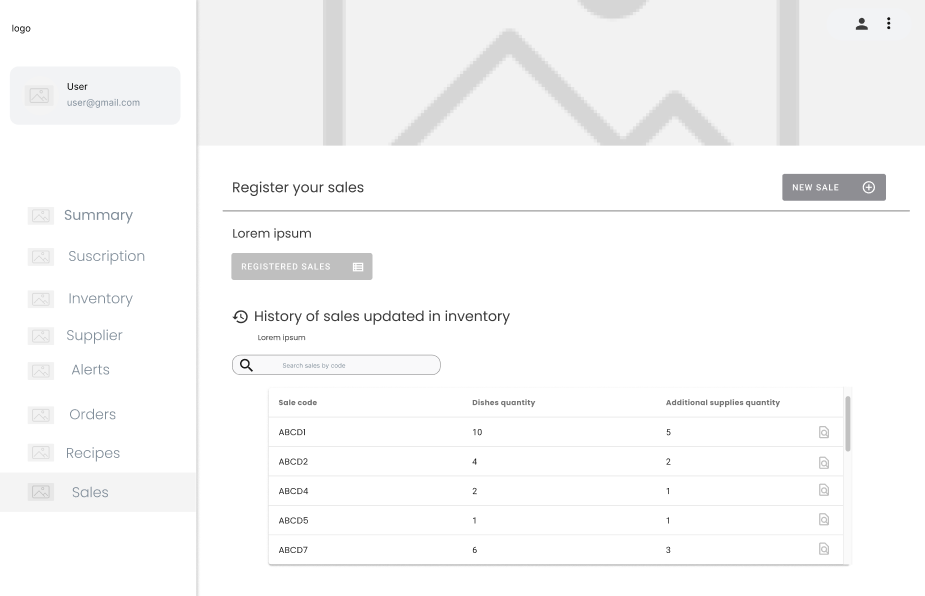 logo
User
user@gmail.com
Summary
Suscription
Inventory
Supplier
Alerts
Orders
Recipes
Sales
Register your sales
NEW SALE
Lorem ipsum
REGISTERED SALES
History of sales updated in inventory
Lorem ipsum
Search sales by code
Sale code Dishes quantity Additional supplies quantity
ABCD1 10 5
ABCD2 4 2
ABCD4 2 1
ABCD5 1 1
ABCD7 6 3